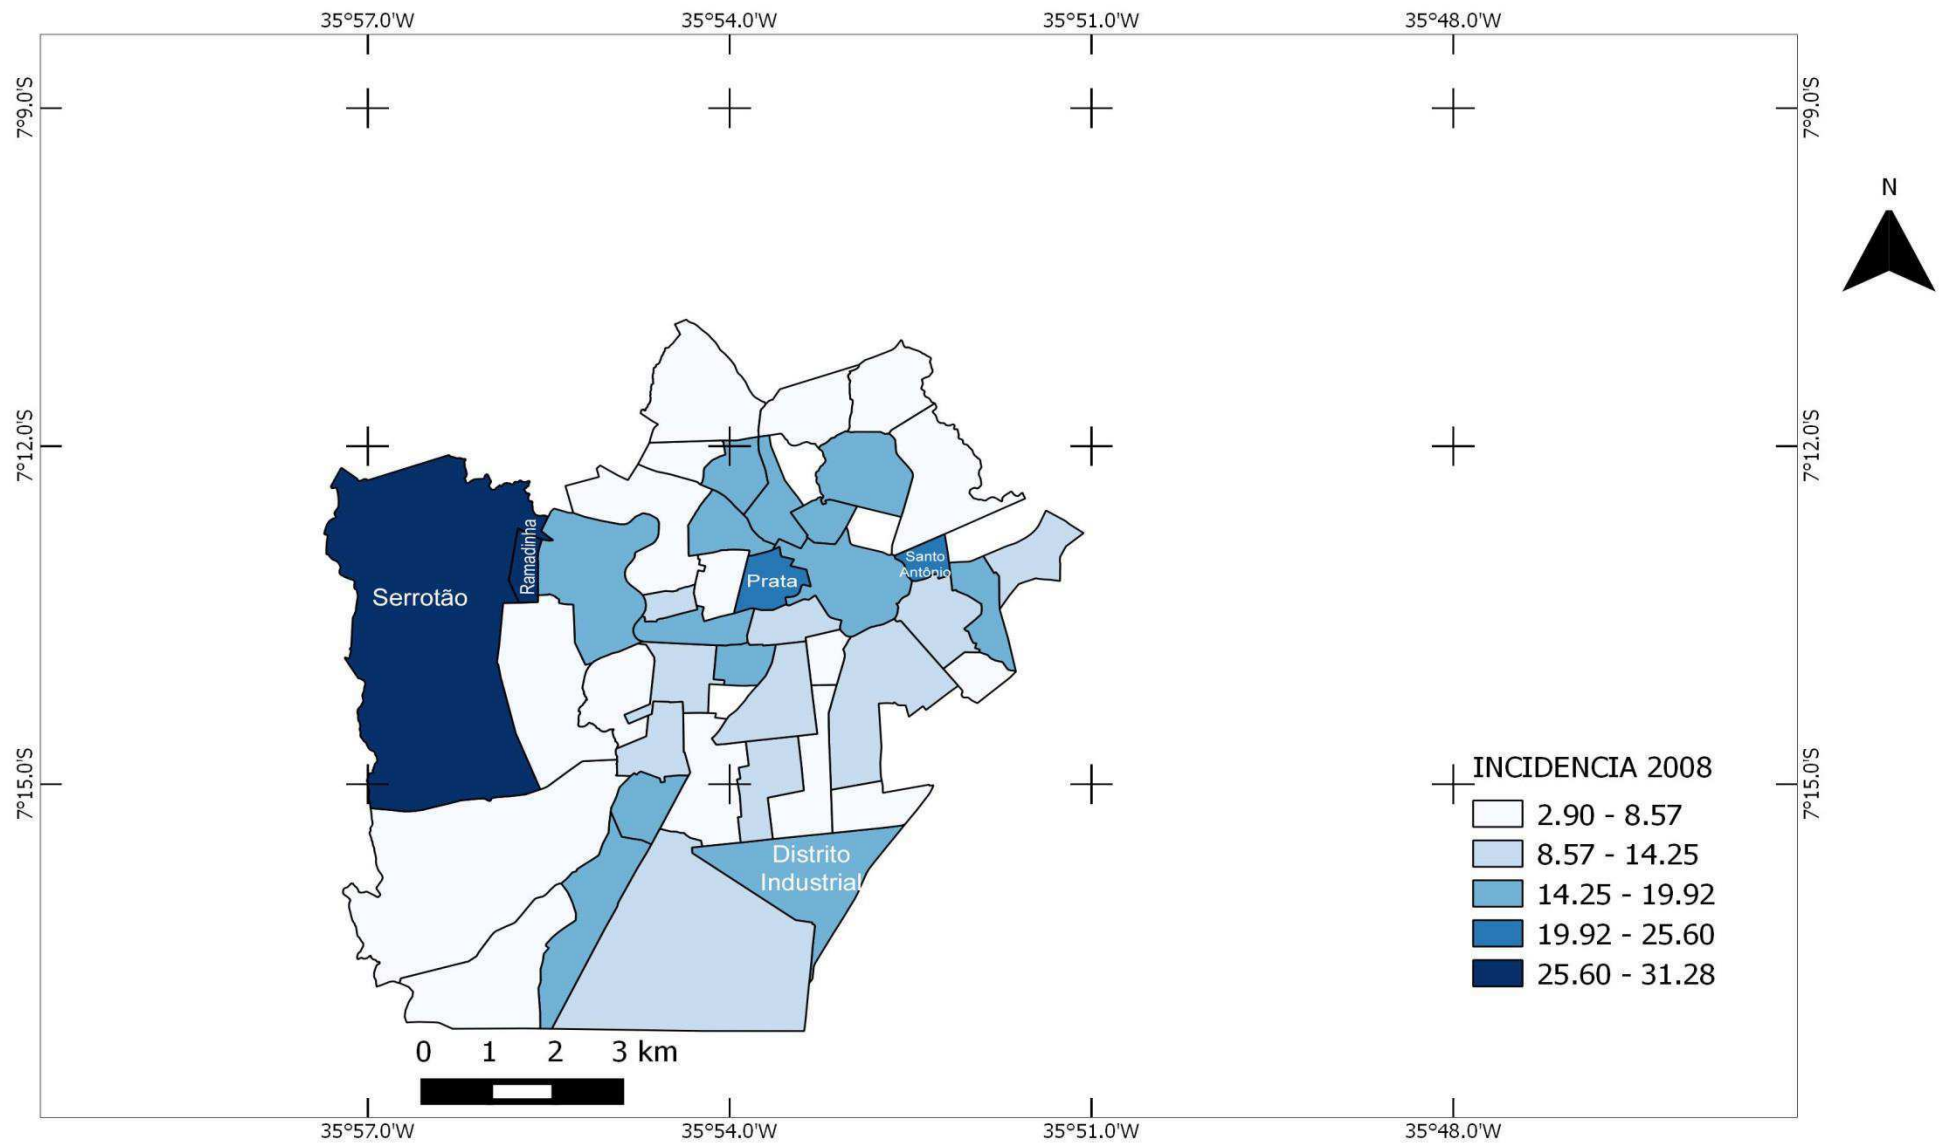 35°57.0'W
35°54.0'W
35°51.0'W
35°48.0'W
7°9.0'S
7°9.0'S
N
7°12.0'S
7°12.0'S
Ramadinha
Santo
Antônio
Prata
Serrotão
7°15.0'S
7°15.0'S
INCIDENCIA 2008
2.90 - 8.57
8.57 - 14.25
14.25 - 19.92
19.92 - 25.60
25.60 - 31.28
Distrito
Industrial
0 1 2 3 km
35°57.0'W
35°54.0'W
35°51.0'W
35°48.0'W